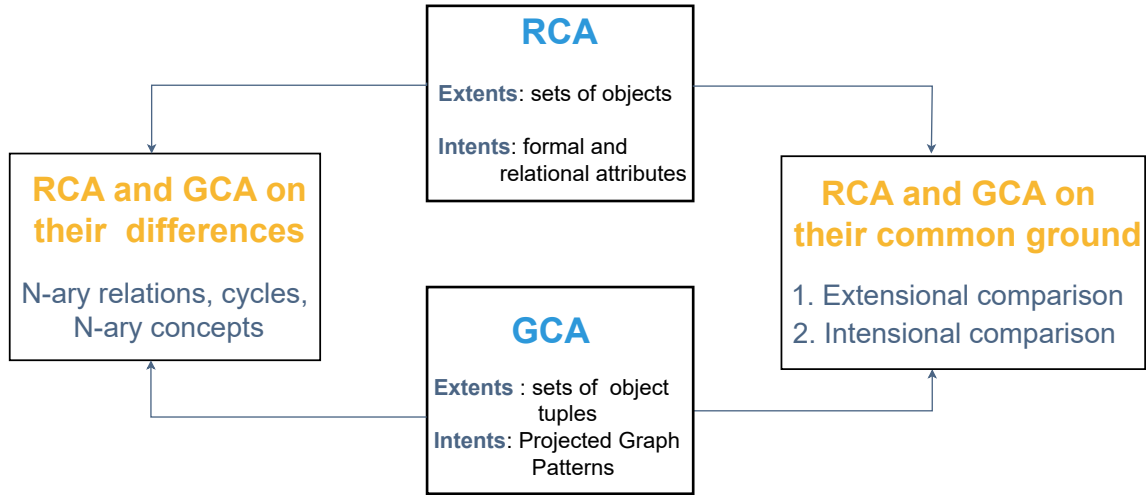 RCA
Extents: sets of objects
Intents: formal and
relational attributes
RCA and GCA on
their differences
N-ary relations, cycles,
N-ary concepts
RCA and GCA on
their common ground
1. Extensional comparison
2. Intensional comparison
GCA
Extents : sets of object
tuples
Intents: Projected Graph
Patterns